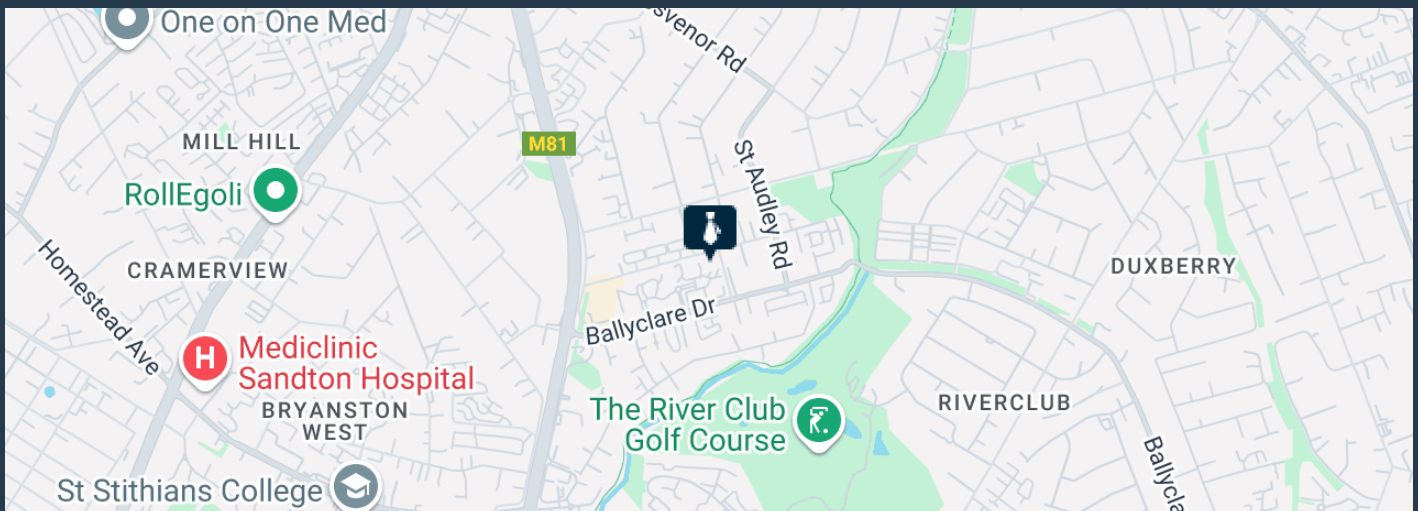 One on One Med
svenor Rd
MILL HILL
M81
St Audley Rd
RollEgoli
CRAMERVIEW
DUXBERRY
Homestead Ave
Ballyclare Dr
H
Mediclinic
Sandton Hospital
BRYANSTON
WEST
The River Club
Golf Course
RIVERCLUB
Ballycla
St Stithians College